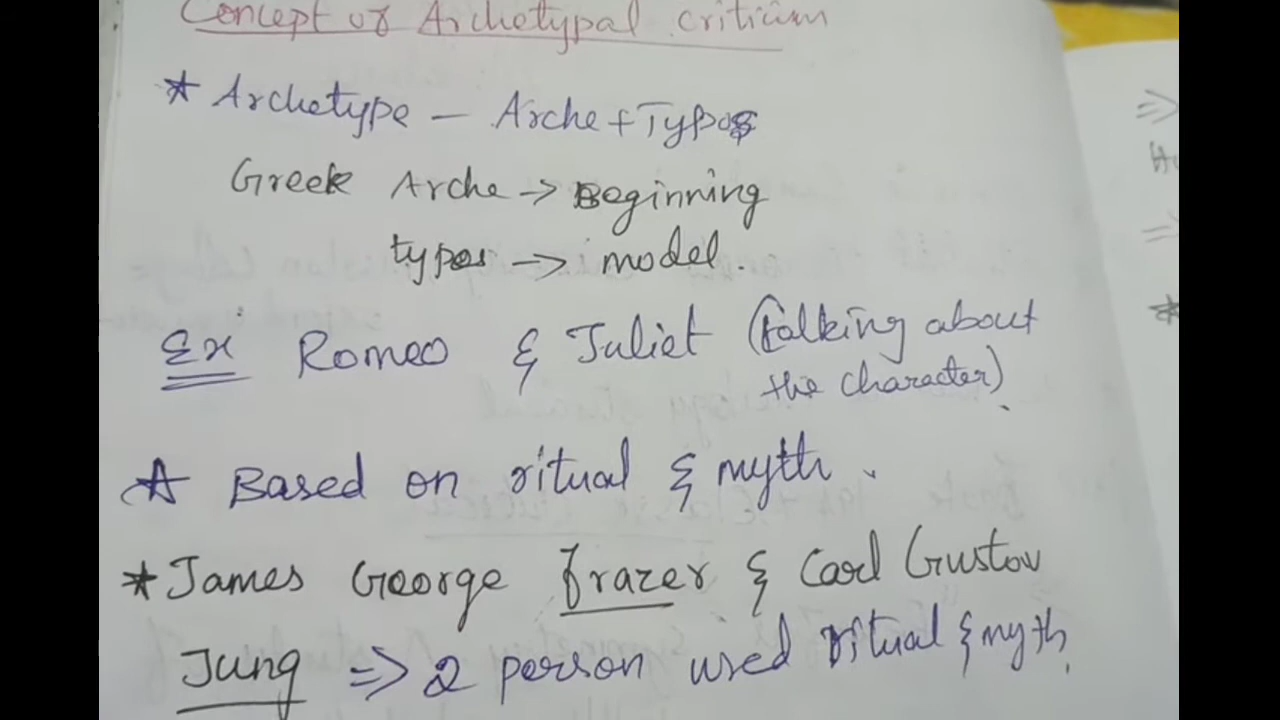 Concept of Archetypal criticism
* Archetype - Arche + Typos
Greek Arche -> Beginning
typos -> model.
Ex Romeo & Juliet (talking about
the character)
* Based on ritual & myth.
* James George Frazer & Carl Gustov
Jung => 2 person used ritual & myth.